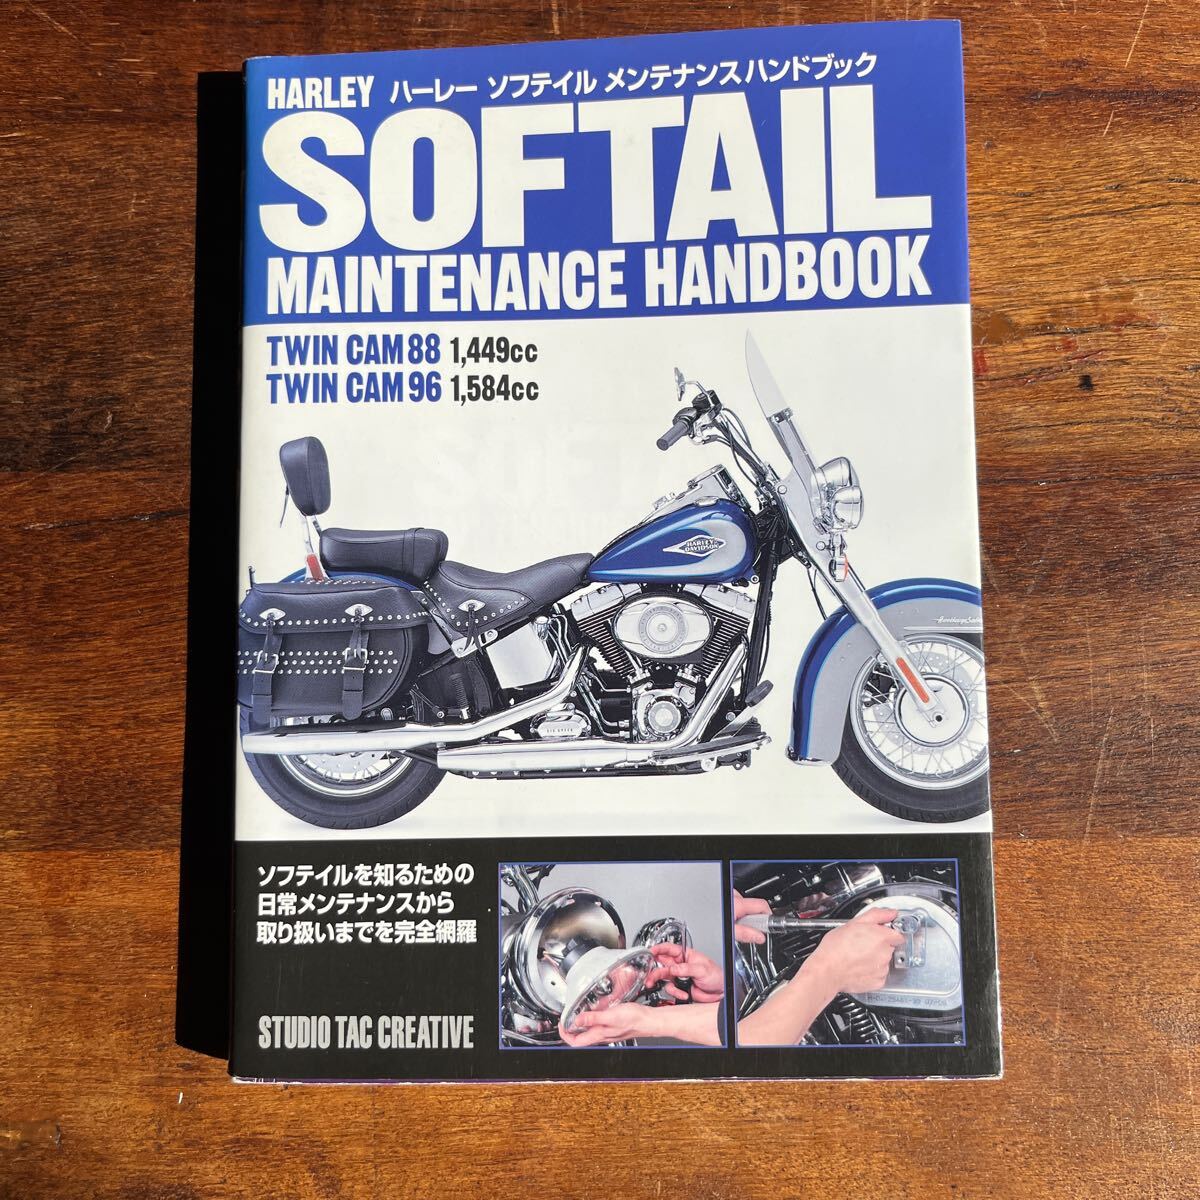 HARLEY ハーレー ソフテイル メンテナンスハンドブック
SOFTAIL
MAINTENANCE HANDBOOK
TWIN CAM 88 1,449cc
TWIN CAM 96 1,584cc
HARLEY-DAVIDSON
ソフテイルを知るための
日常メンテナンスから
取り扱いまでを完全網羅
STUDIO TAC CREATIVE